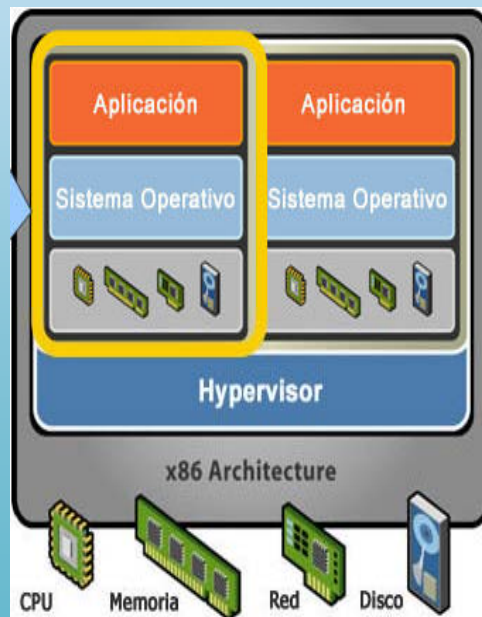 Aplicación Aplicación
Sistema Operativo Sistema Operativo
Hypervisor
x86 Architecture
CPU Memoria Red Disco